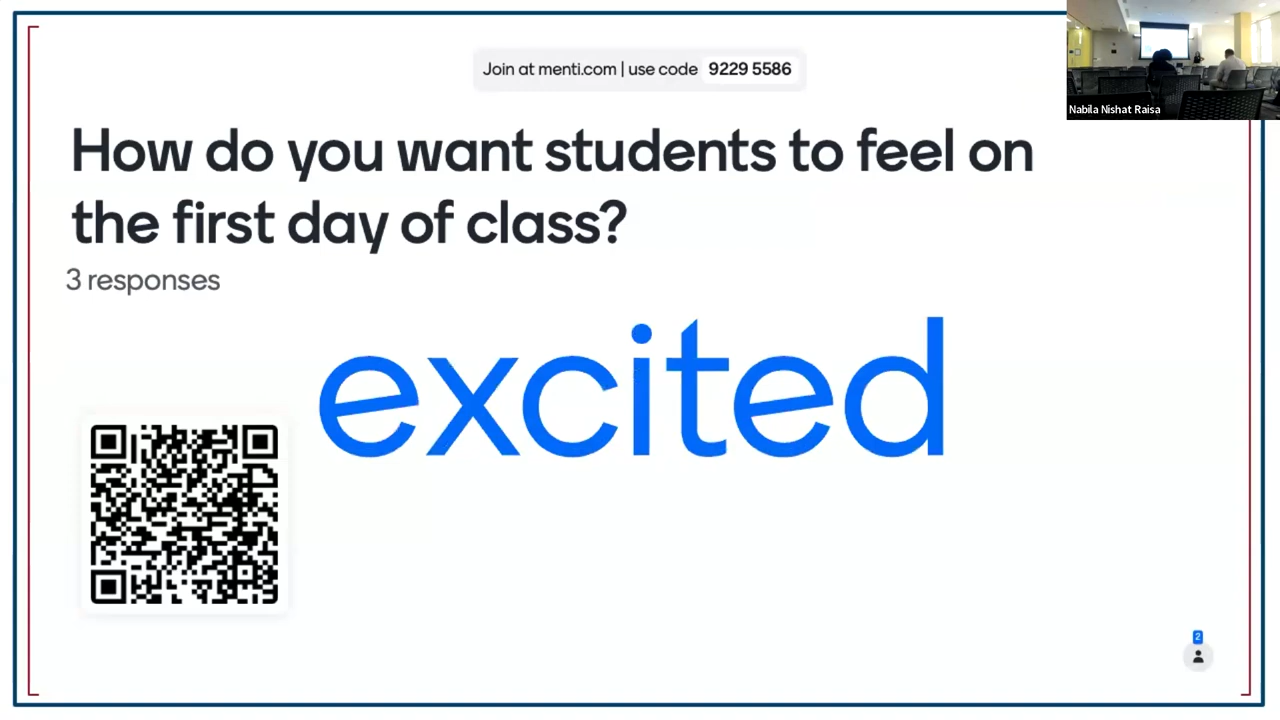 Join at menti.com | use code 9229 5586
Nabila Nishat Raisa
How do you want students to feel on
the first day of class?
3 responses
excited
2